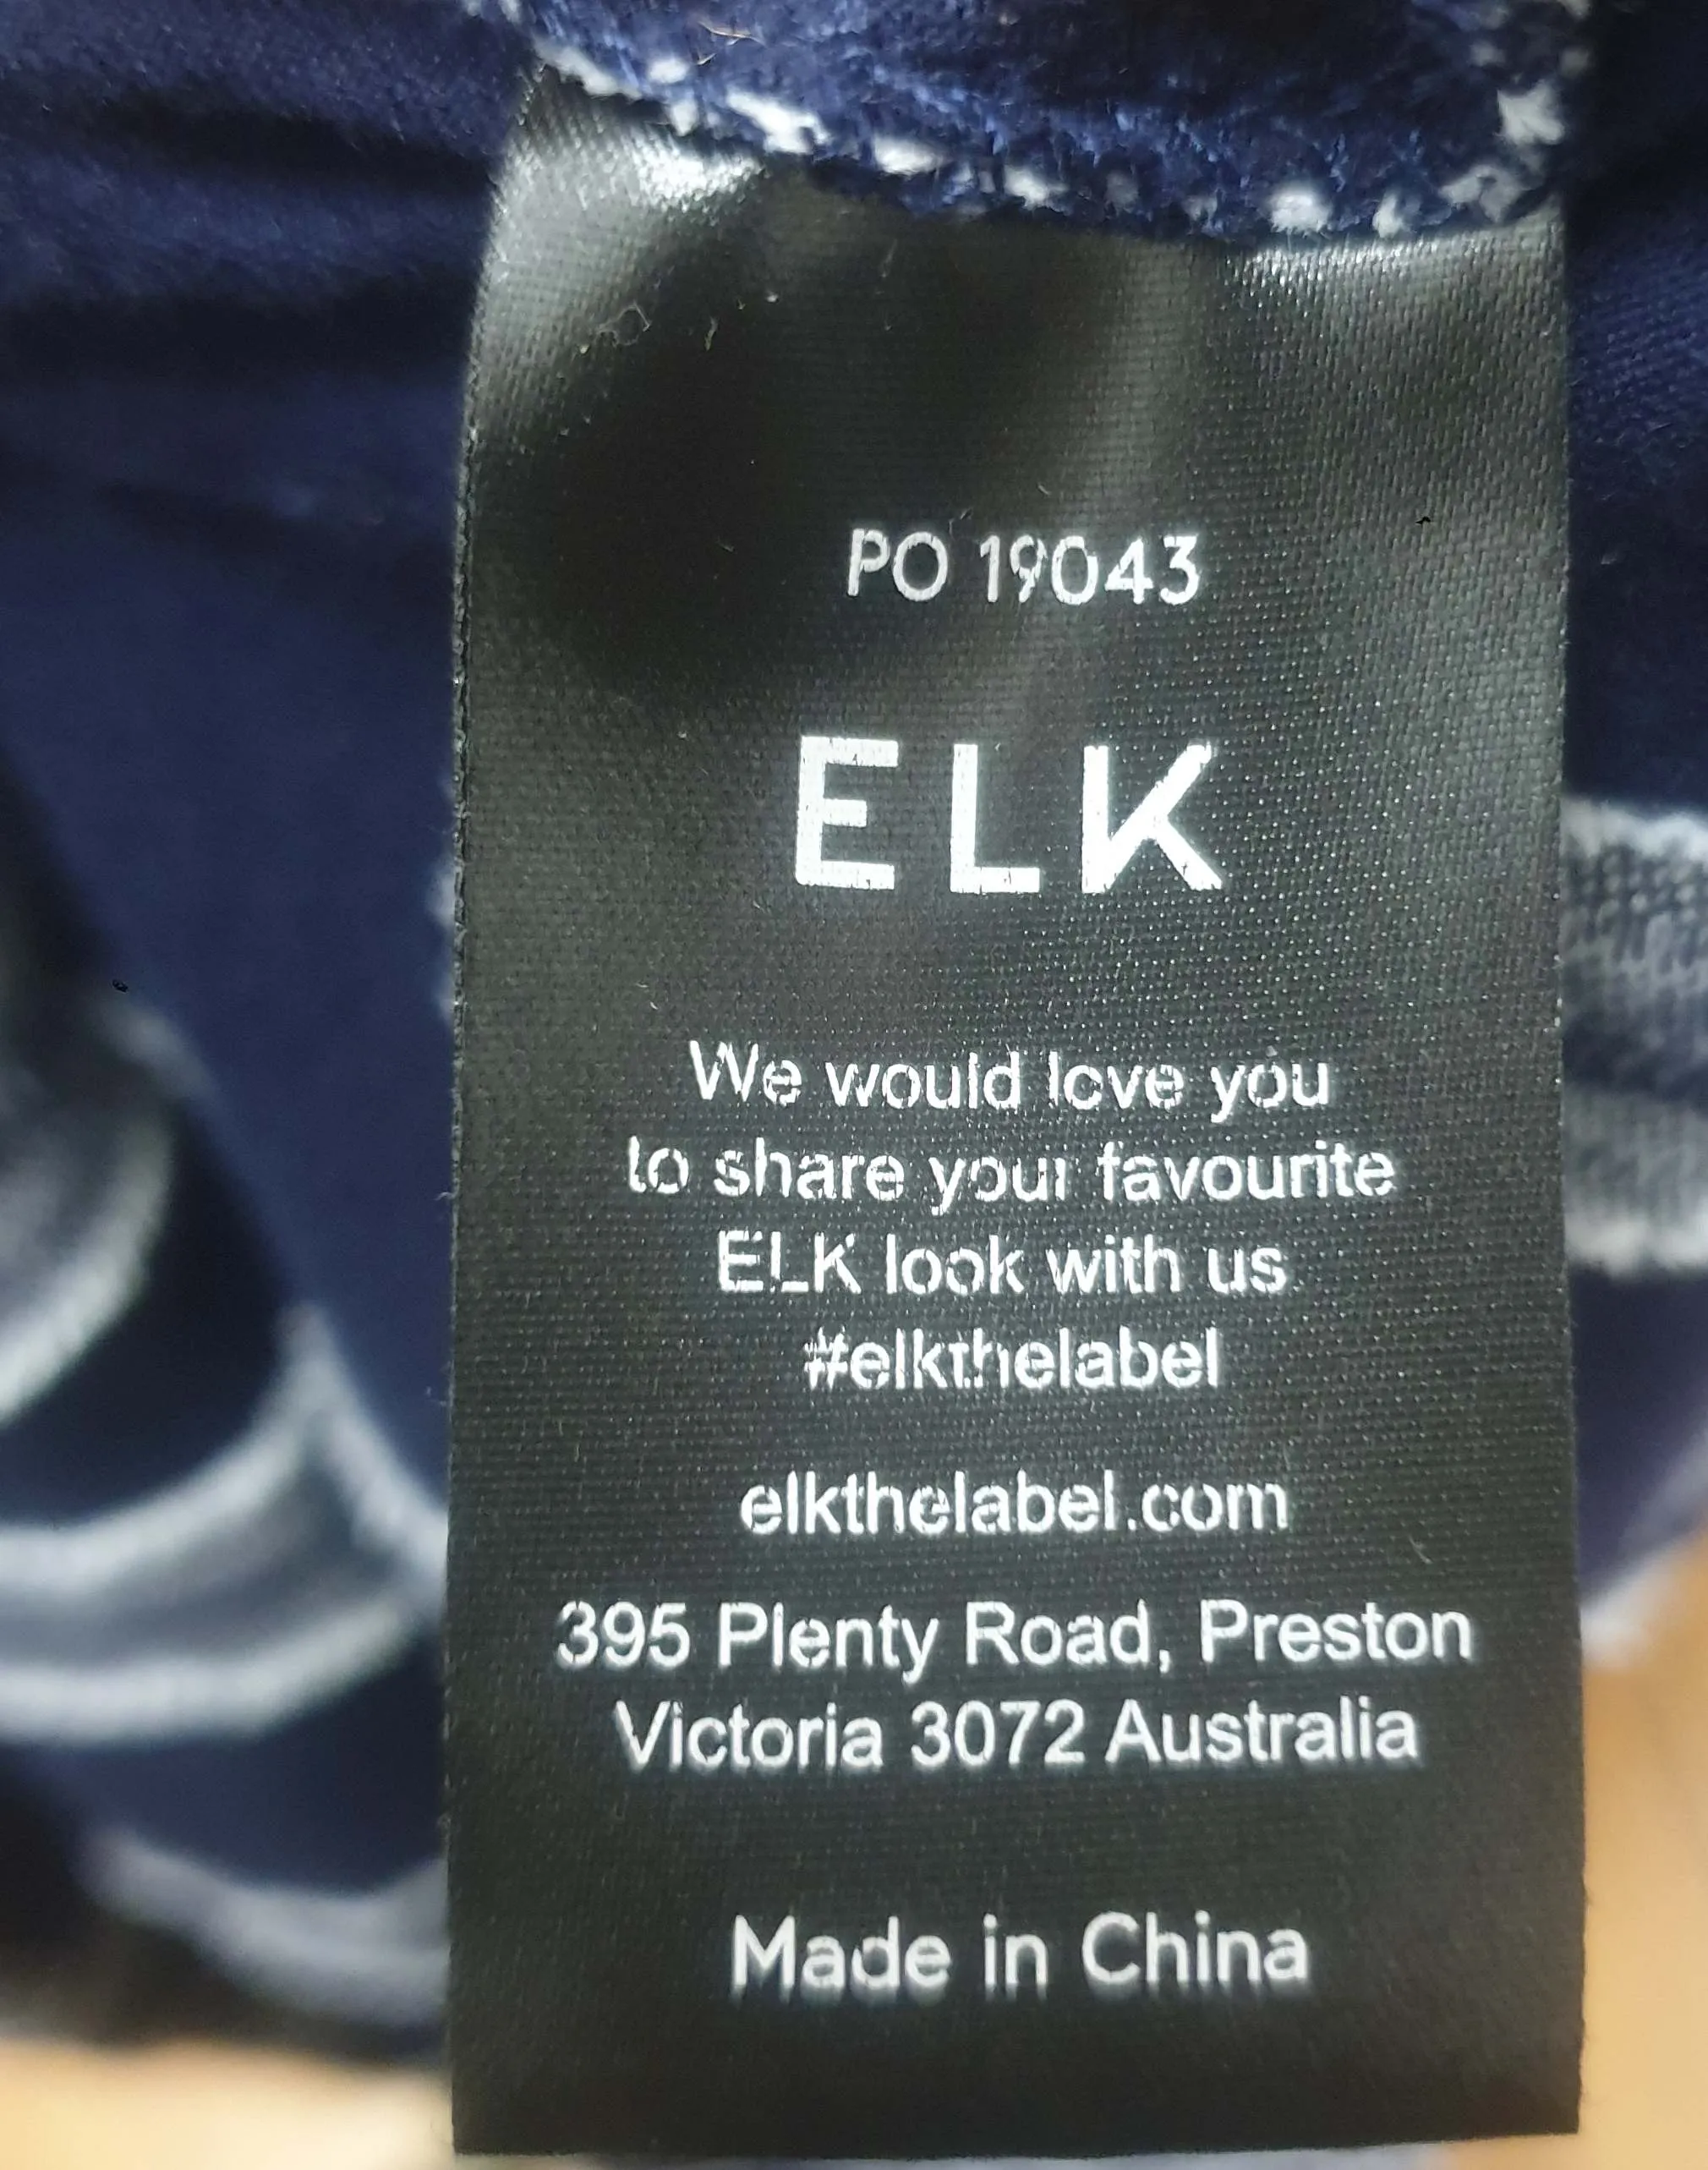 PO 19043
ELK
We would love you
to share your favourite
ELK look with us
#elkthelabel
elkthelabel.com
395 Plenty Road, Preston
Victoria 3072 Australia
Made in China